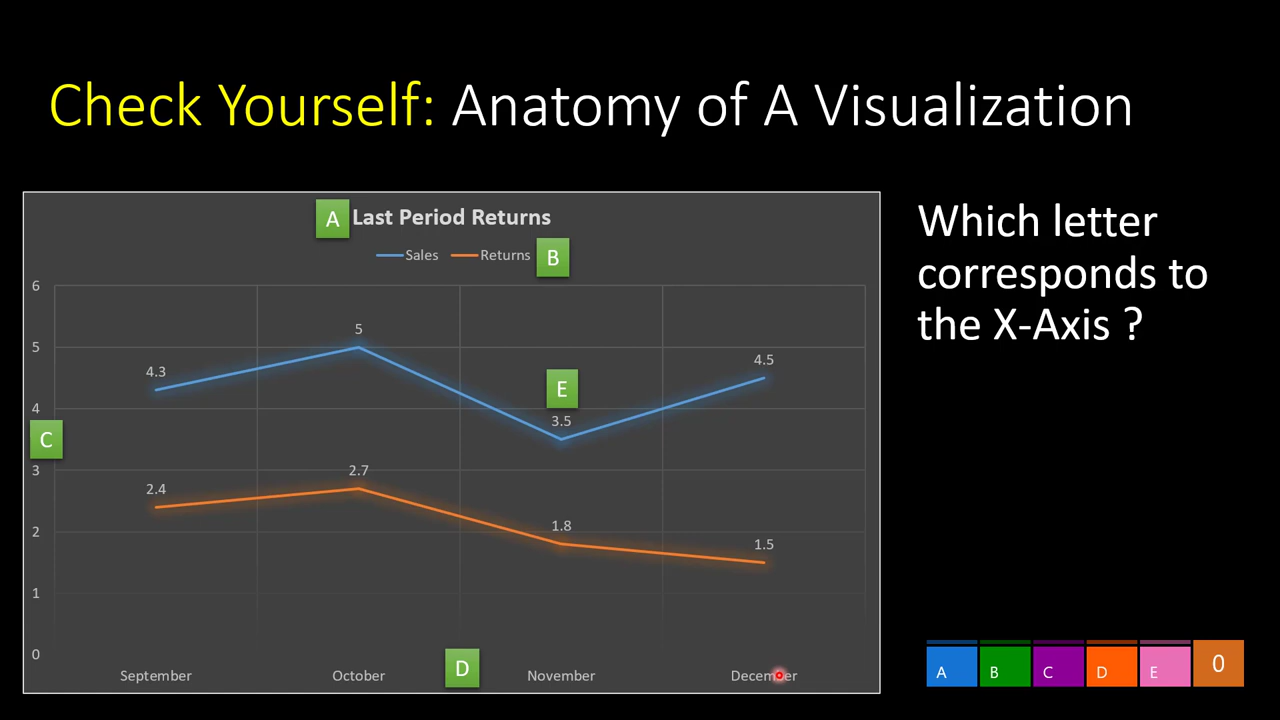 Check Yourself: Anatomy of A Visualization
A Last Period Returns
Sales Returns B
6
5
4
C
3
2
1
0
4.3
5
E
3.5
4.5
2.4
2.7
1.8
1.5
D
September October November December
Which letter
corresponds to
the X-Axis ?
A B C D E 0